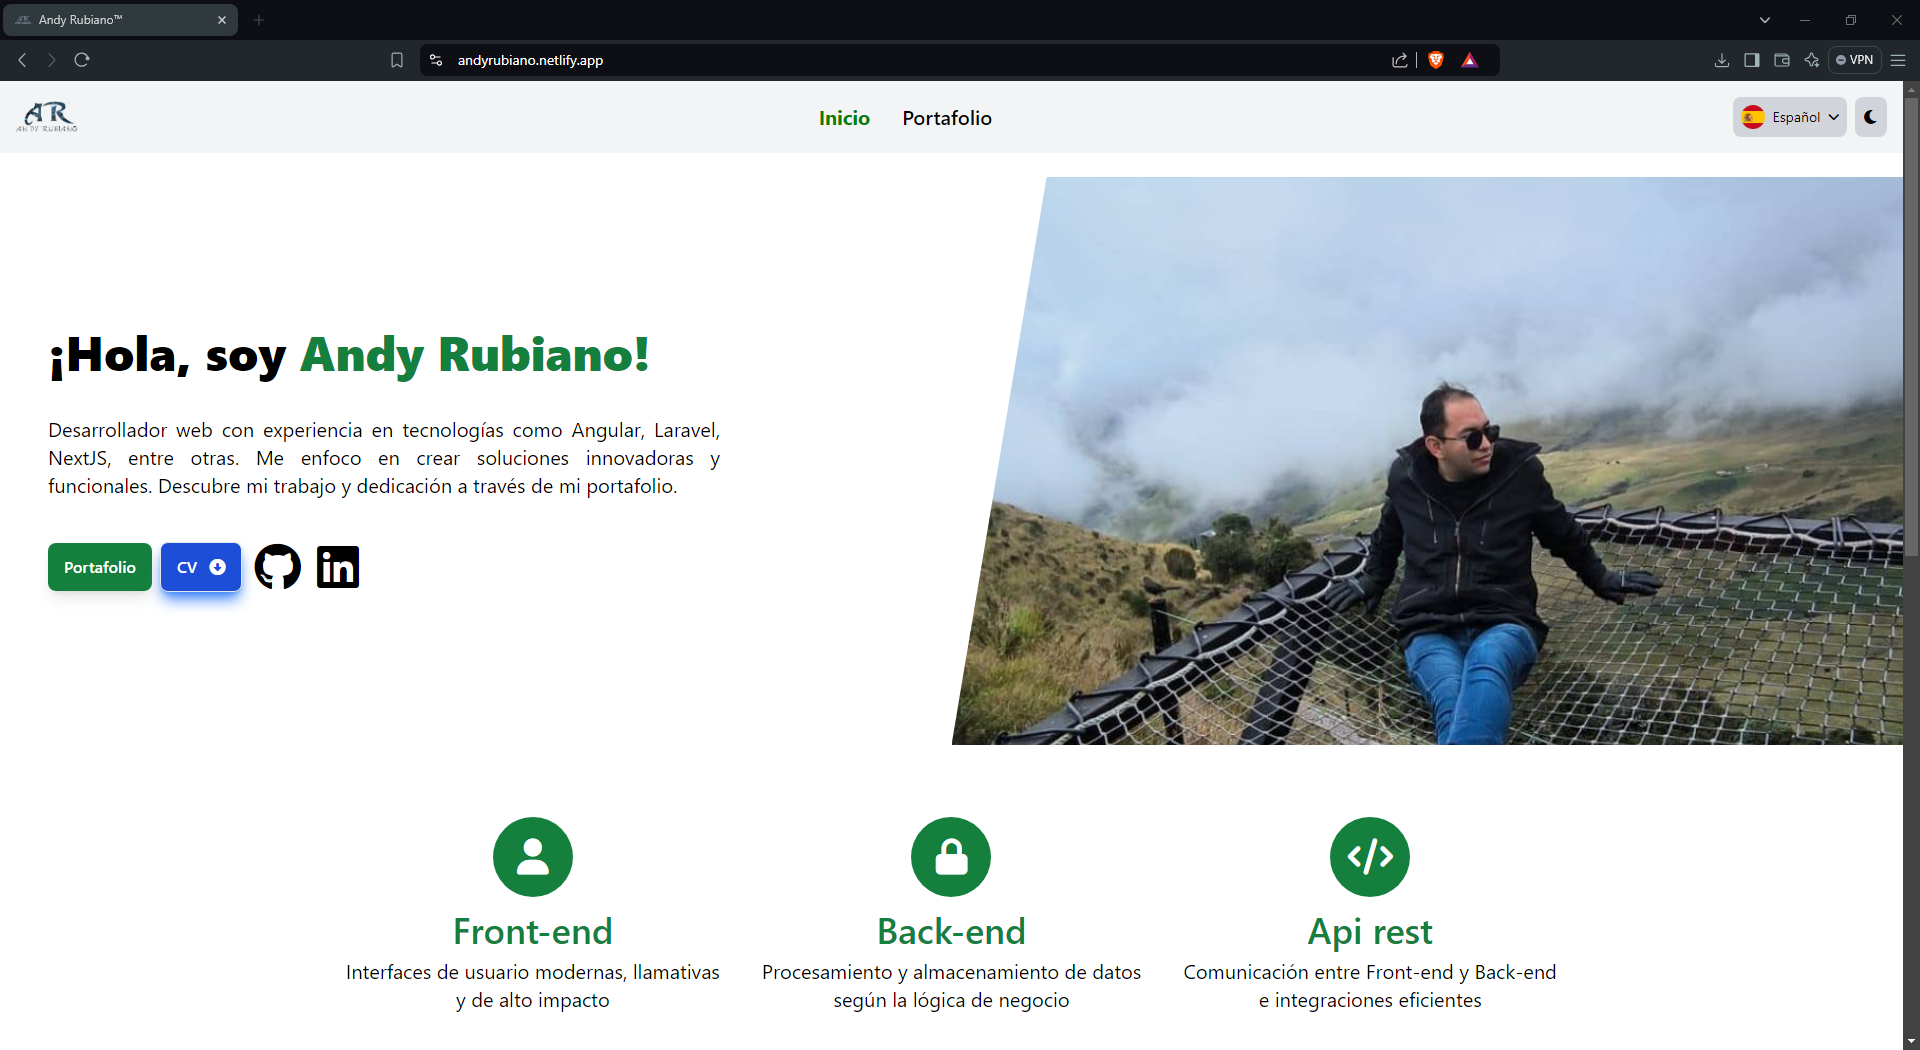 Andy Rubiano™
andyrubiano.netlify.app
VPN
AR
ANDY RUBIANO
Inicio
Portafolio
Español
¡Hola, soy Andy Rubiano!
Desarrollador web con experiencia en tecnologías como Angular, Laravel,
NextJS, entre otras. Me enfoco en crear soluciones innovadoras y
funcionales. Descubre mi trabajo y dedicación a través de mi portafolio.
Portafolio
CV
in
Front-end
Interfaces de usuario modernas, llamativas
y de alto impacto
Back-end
Procesamiento y almacenamiento de datos
según la lógica de negocio
Api rest
Comunicación entre Front-end y Back-end
e integraciones eficientes